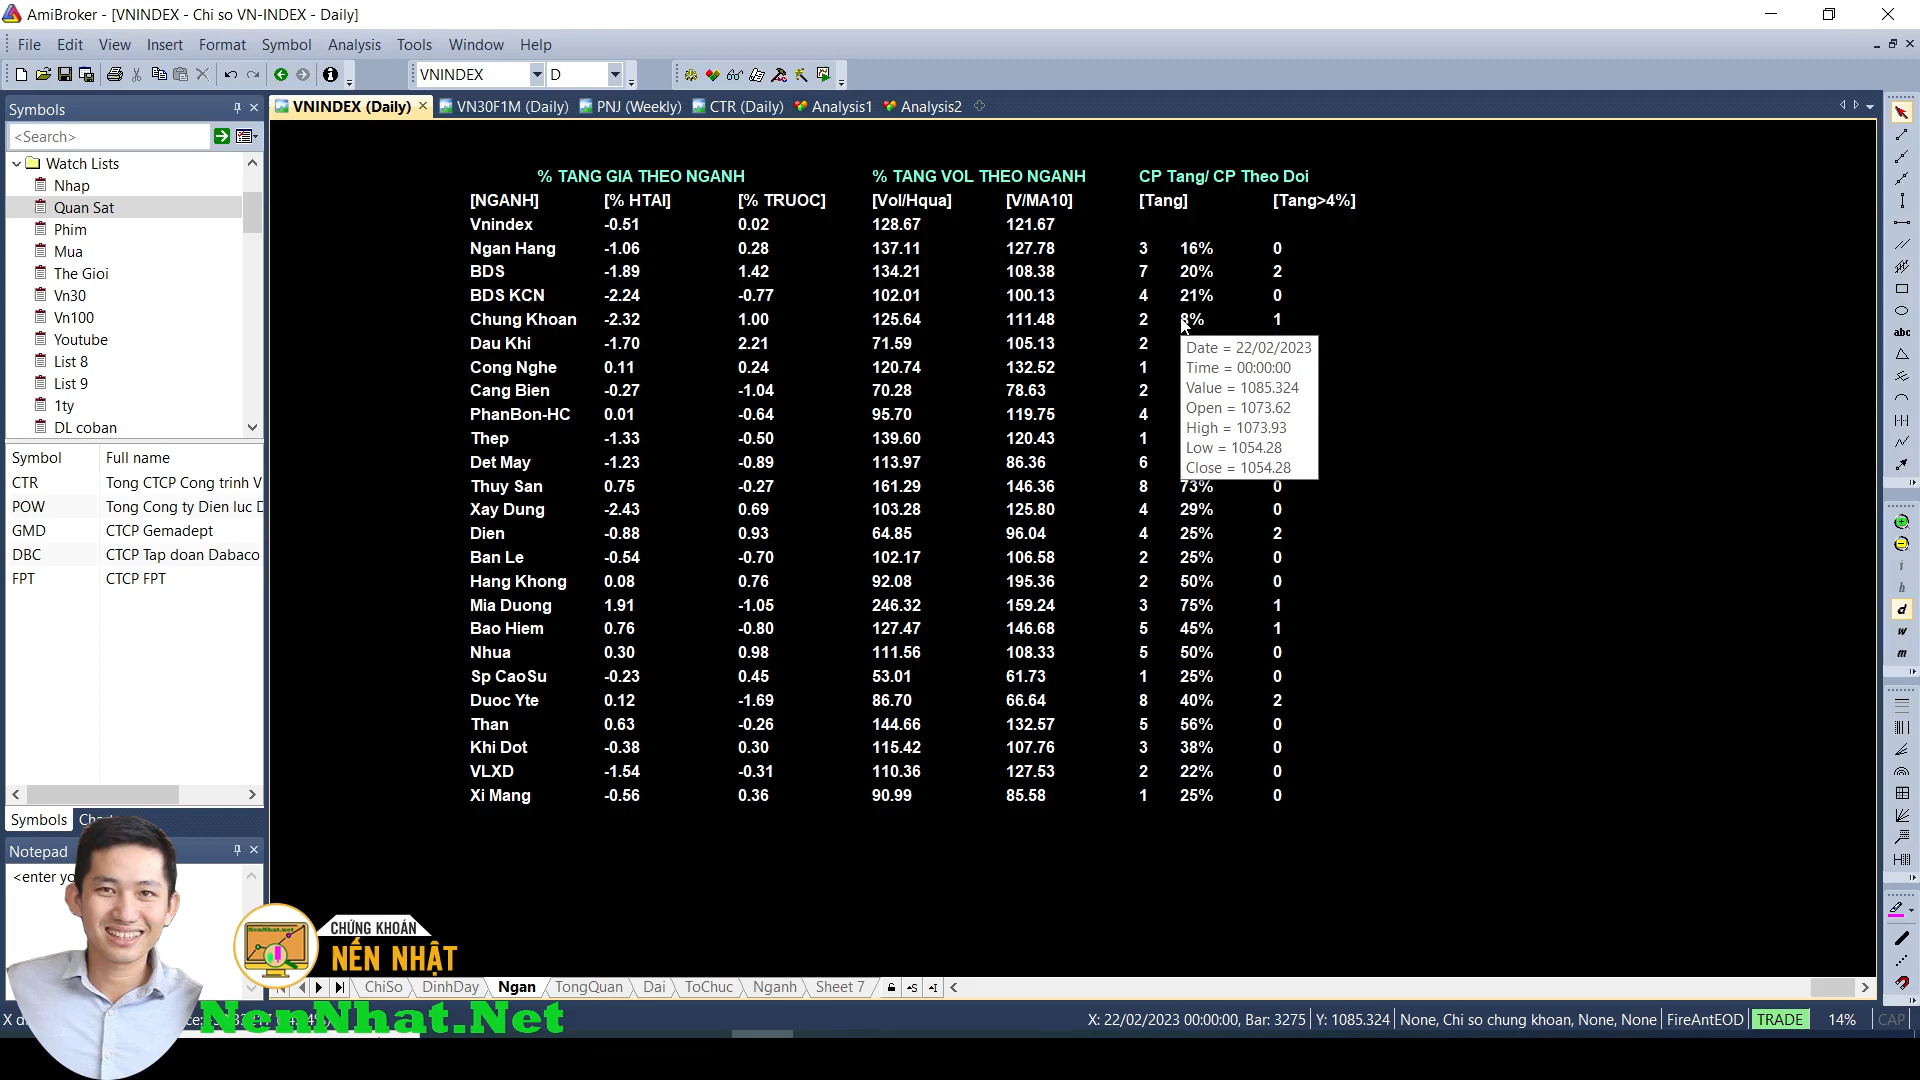 AmiBroker - [VNINDEX - Chi so VN-INDEX - Daily]
File Edit View Insert Format Symbol Analysis Tools Window Help
VNINDEX D
Symbols
VNINDEX (Daily) VN30F1M (Daily) PNJ (Weekly) CTR (Daily) Analysis1 Analysis2
<Search>
Watch Lists
Nhap
Quan Sat
Phim
Mua
The Gioi
Vn30
Vn100
Youtube
List 8
List 9
1ty
DL coban
Symbol Full name
CTR Tong CTCP Cong trinh V
POW Tong Cong ty Dien luc D
GMD CTCP Gemadept
DBC CTCP Tap doan Dabaco
FPT CTCP FPT
Symbols
Notepad
<enter yo
% TANG GIA THEO NGANH % TANG VOL THEO NGANH CP Tang/ CP Theo Doi
[NGANH] [% HTAI] [% TRUOC] [Vol/Hqua] [V/MA10] [Tang] [Tang>4%]
Vnindex -0.51 0.02 128.67 121.67
Ngan Hang -1.06 0.28 137.11 127.78 3 16% 0
BDS -1.89 1.42 134.21 108.38 7 20% 2
BDS KCN -2.24 -0.77 102.01 100.13 4 21% 0
Chung Khoan -2.32 1.00 125.64 111.48 2 8% 1
Dau Khi -1.70 2.21 71.59 105.13 2
Cong Nghe 0.11 0.24 120.74 132.52 1
Cang Bien -0.27 -1.04 70.28 78.63 2
PhanBon-HC 0.01 -0.64 95.70 119.75 4
Thep -1.33 -0.50 139.60 120.43 1
Det May -1.23 -0.89 113.97 86.36 6
Thuy San 0.75 -0.27 161.29 146.36 8 73% 0
Xay Dung -2.43 0.69 103.28 125.80 4 29% 0
Dien -0.88 0.93 64.85 96.04 4 25% 2
Ban Le -0.54 -0.70 102.17 106.58 2 25% 0
Hang Khong 0.08 0.76 92.08 195.36 2 50% 0
Mia Duong 1.91 -1.05 246.32 159.24 3 75% 1
Bao Hiem 0.76 -0.80 127.47 146.68 5 45% 1
Nhua 0.30 0.98 111.56 108.33 5 50% 0
Sp CaoSu -0.23 0.45 53.01 61.73 1 25% 0
Duoc Yte 0.12 -1.69 86.70 66.64 8 40% 2
Than 0.63 -0.26 144.66 132.57 5 56% 0
Khi Dot -0.38 0.30 115.42 107.76 3 38% 0
VLXD -1.54 -0.31 110.36 127.53 2 22% 0
Xi Mang -0.56 0.36 90.99 85.58 1 25% 0
Date = 22/02/2023
Time = 00:00:00
Value = 1085.324
Open = 1073.62
High = 1073.93
Low = 1054.28
Close = 1054.28
abc
i
h
d
w
m
CHỨNG KHOÁN
NẾN NHẬT
NenNhat.net
ChiSo DinhDay Ngan TongQuan Dai ToChuc Nganh Sheet 7
NenNhat.Net
X: 22/02/2023 00:00:00, Bar: 3275 Y: 1085.324 None, Chi so chung khoan, None, None FireAntEOD TRADE 14% CAP